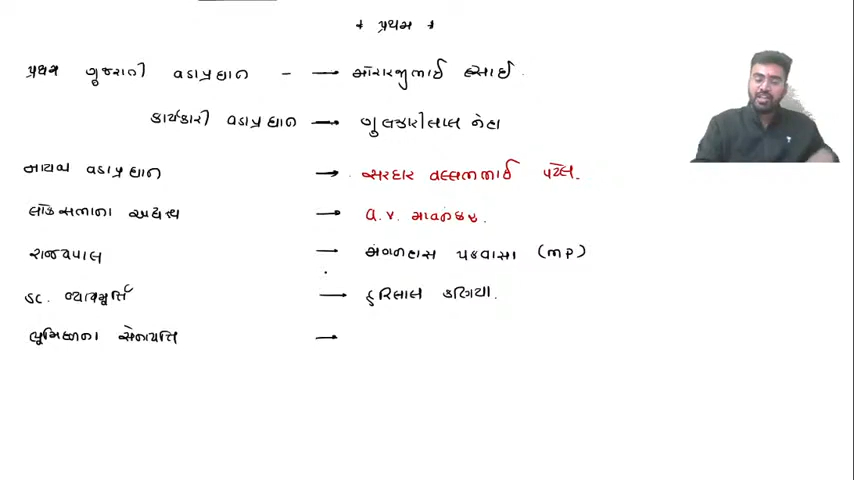 * પ્રથમ *
પ્રથમ ગુજરાતી વડાપ્રધાન - → મોરારજીભાઈ દેસાઈ.
કાર્યકારી વડાપ્રધાન → ગુલઝારીલાલ નંદા
નાયબ વડાપ્રધાન → સરદાર વલ્લભભાઈ પટેલ.
લોકસભાના અધ્યક્ષ → ગ.વ. માવળંકર.
રાજ્યપાલ → મંગળદાસ પકવાસા (MP)
SC. ન્યાયમૂર્તિ → હરિલાલ કણિયા.
ભૂમિદળના સેનાપતિ →